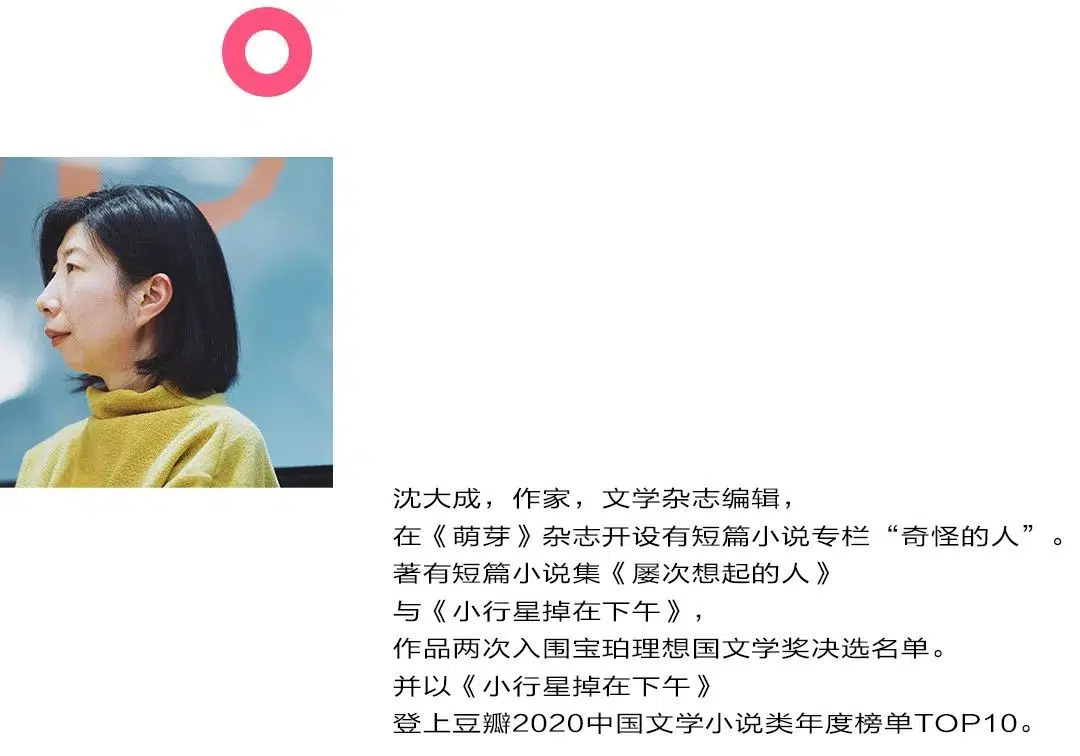 沈大成，作家，文学杂志编辑，
在《萌芽》杂志开设有短篇小说专栏“奇怪的人”。
著有短篇小说集《屡次想起的人》
与《小行星掉在下午》，
作品两次入围宝珀理想国文学奖决选名单。
并以《小行星掉在下午》
登上豆瓣2020中国文学小说类年度榜单TOP10。